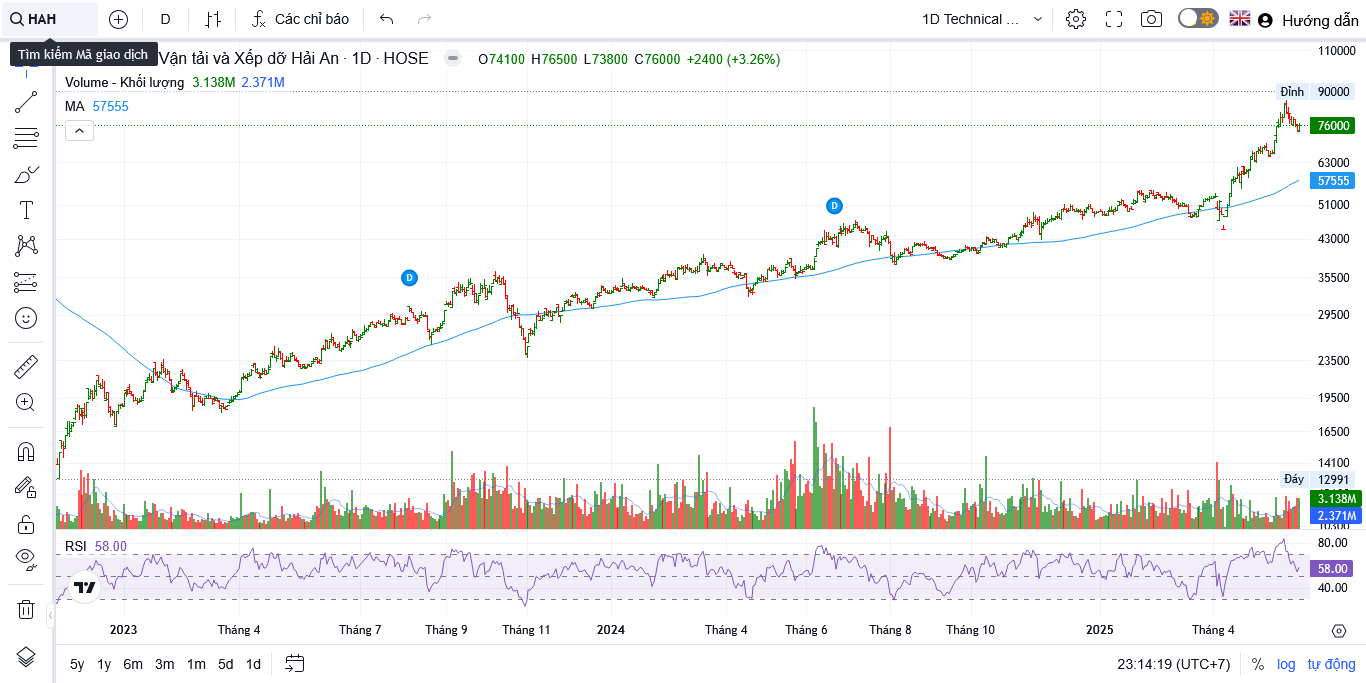 HAH
D
Các chỉ báo
1D Technical ...
Hướng dẫn
Tìm kiếm Mã giao dịch
Vận tải và Xếp dỡ Hải An · 1D · HOSE
O74100 H76500 L73800 C76000 +2400 (+3.26%)
Volume - Khối lượng 3.138M 2.371M
MA 57555
110000
Đỉnh 90000
76000
63000
57555
51000
43000
35500
29500
23500
19500
16500
14100
Đáy 12991
3.138M
2.371M
10300
D
D
RSI 58.00
80.00
58.00
40.00
2023 Tháng 4 Tháng 7 Tháng 9 Tháng 11 2024 Tháng 4 Tháng 6 Tháng 8 Tháng 10 2025 Tháng 4
5y 1y 6m 3m 1m 5d 1d
23:14:19 (UTC+7) % log tự động